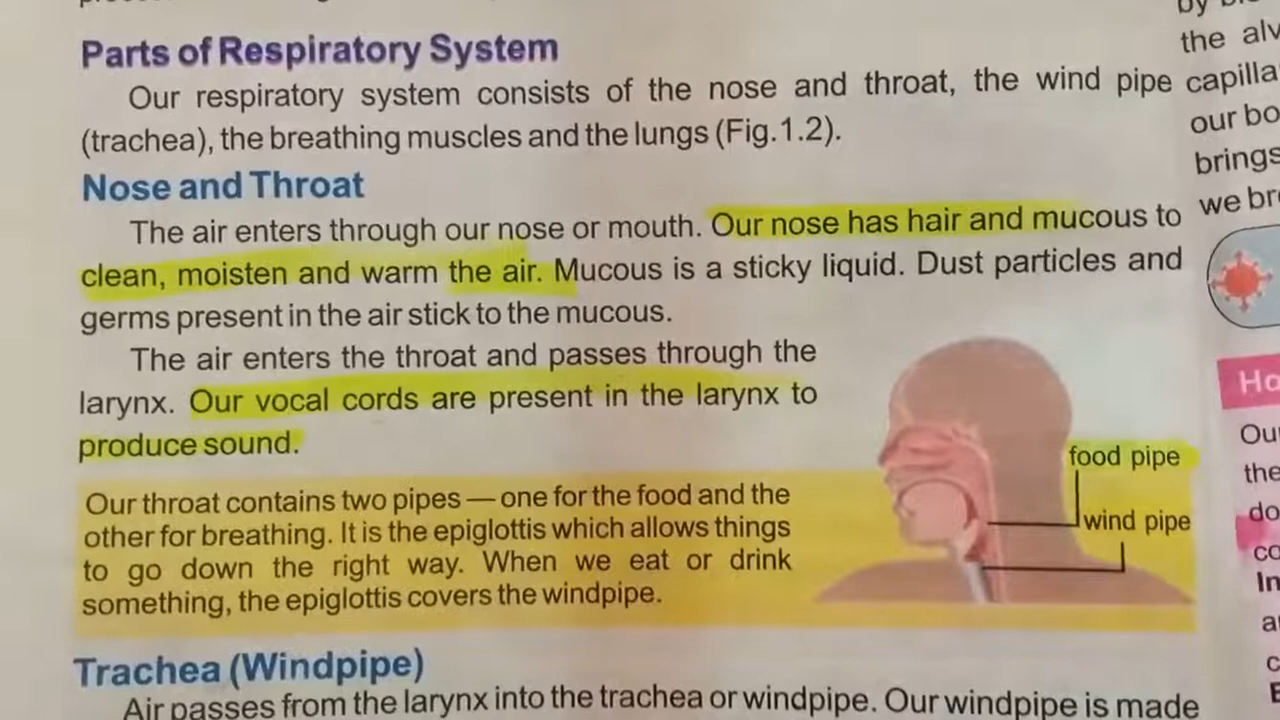 Parts of Respiratory System
Our respiratory system consists of the nose and throat, the wind pipe
(trachea), the breathing muscles and the lungs (Fig.1.2).
Nose and Throat
The air enters through our nose or mouth. Our nose has hair and mucous to
clean, moisten and warm the air. Mucous is a sticky liquid. Dust particles and
germs present in the air stick to the mucous.
The air enters the throat and passes through the
larynx. Our vocal cords are present in the larynx to
produce sound.
Our throat contains two pipes — one for the food and the
other for breathing. It is the epiglottis which allows things
to go down the right way. When we eat or drink
something, the epiglottis covers the windpipe.
food pipe
wind pipe
Trachea (Windpipe)
Air passes from the larynx into the trachea or windpipe. Our windpipe is made
by
the alv
capilla
our bo
brings
we bre
Ho
Our
the
do
co
In